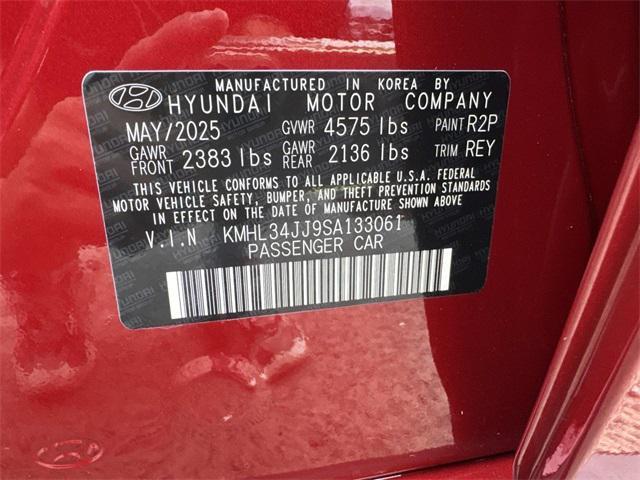 MANUFACTURED IN KOREA BY
HYUNDAI MOTOR COMPANY
MAY/2025 GVWR 4575 lbs PAINT R2P
GAWR FRONT 2383 lbs GAWR REAR 2136 lbs TRIM REY
THIS VEHICLE CONFORMS TO ALL APPLICABLE U.S.A. FEDERAL
MOTOR VEHICLE SAFETY, BUMPER, AND THEFT PREVENTION STANDARDS
IN EFFECT ON THE DATE OF MANUFACTURE SHOWN ABOVE
V.I.N KMHL34JJ9SA133061
PASSENGER CAR